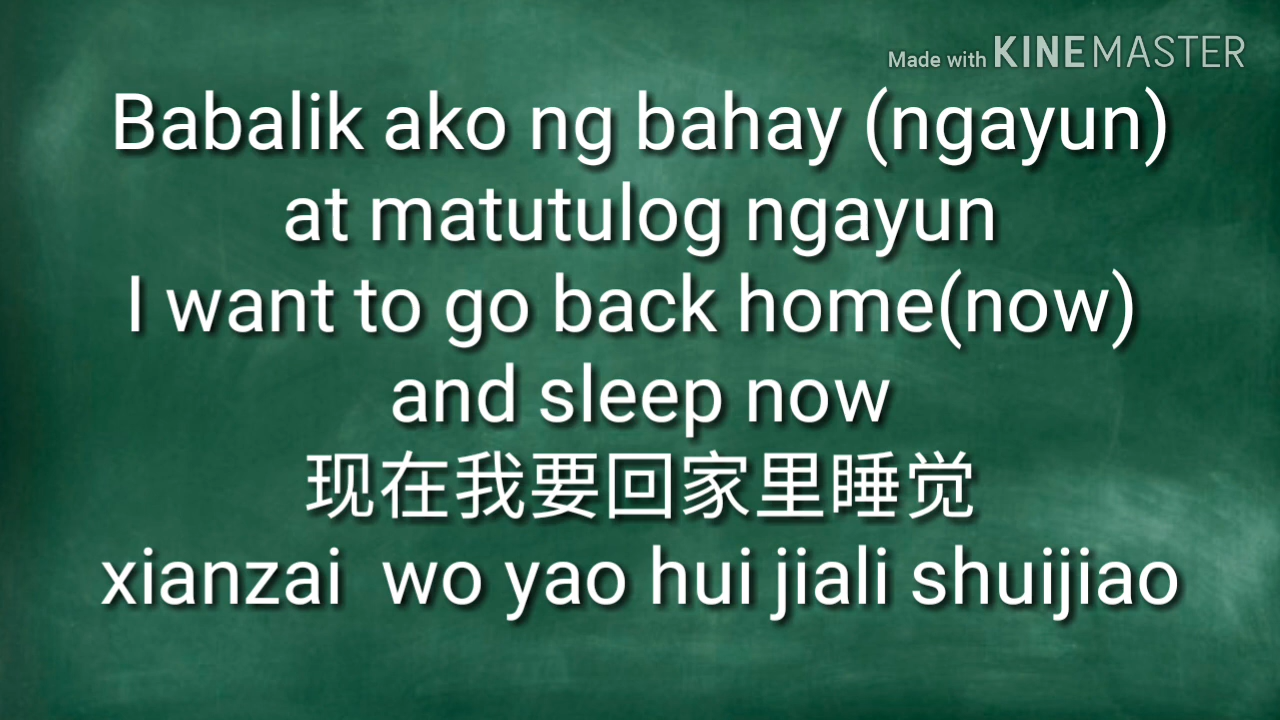 Made with KINEMASTER
Babalik ako ng bahay (ngayun)
at matutulog ngayun
I want to go back home(now)
and sleep now
现在我要回家里睡觉
xianzai wo yao hui jiali shuijiao